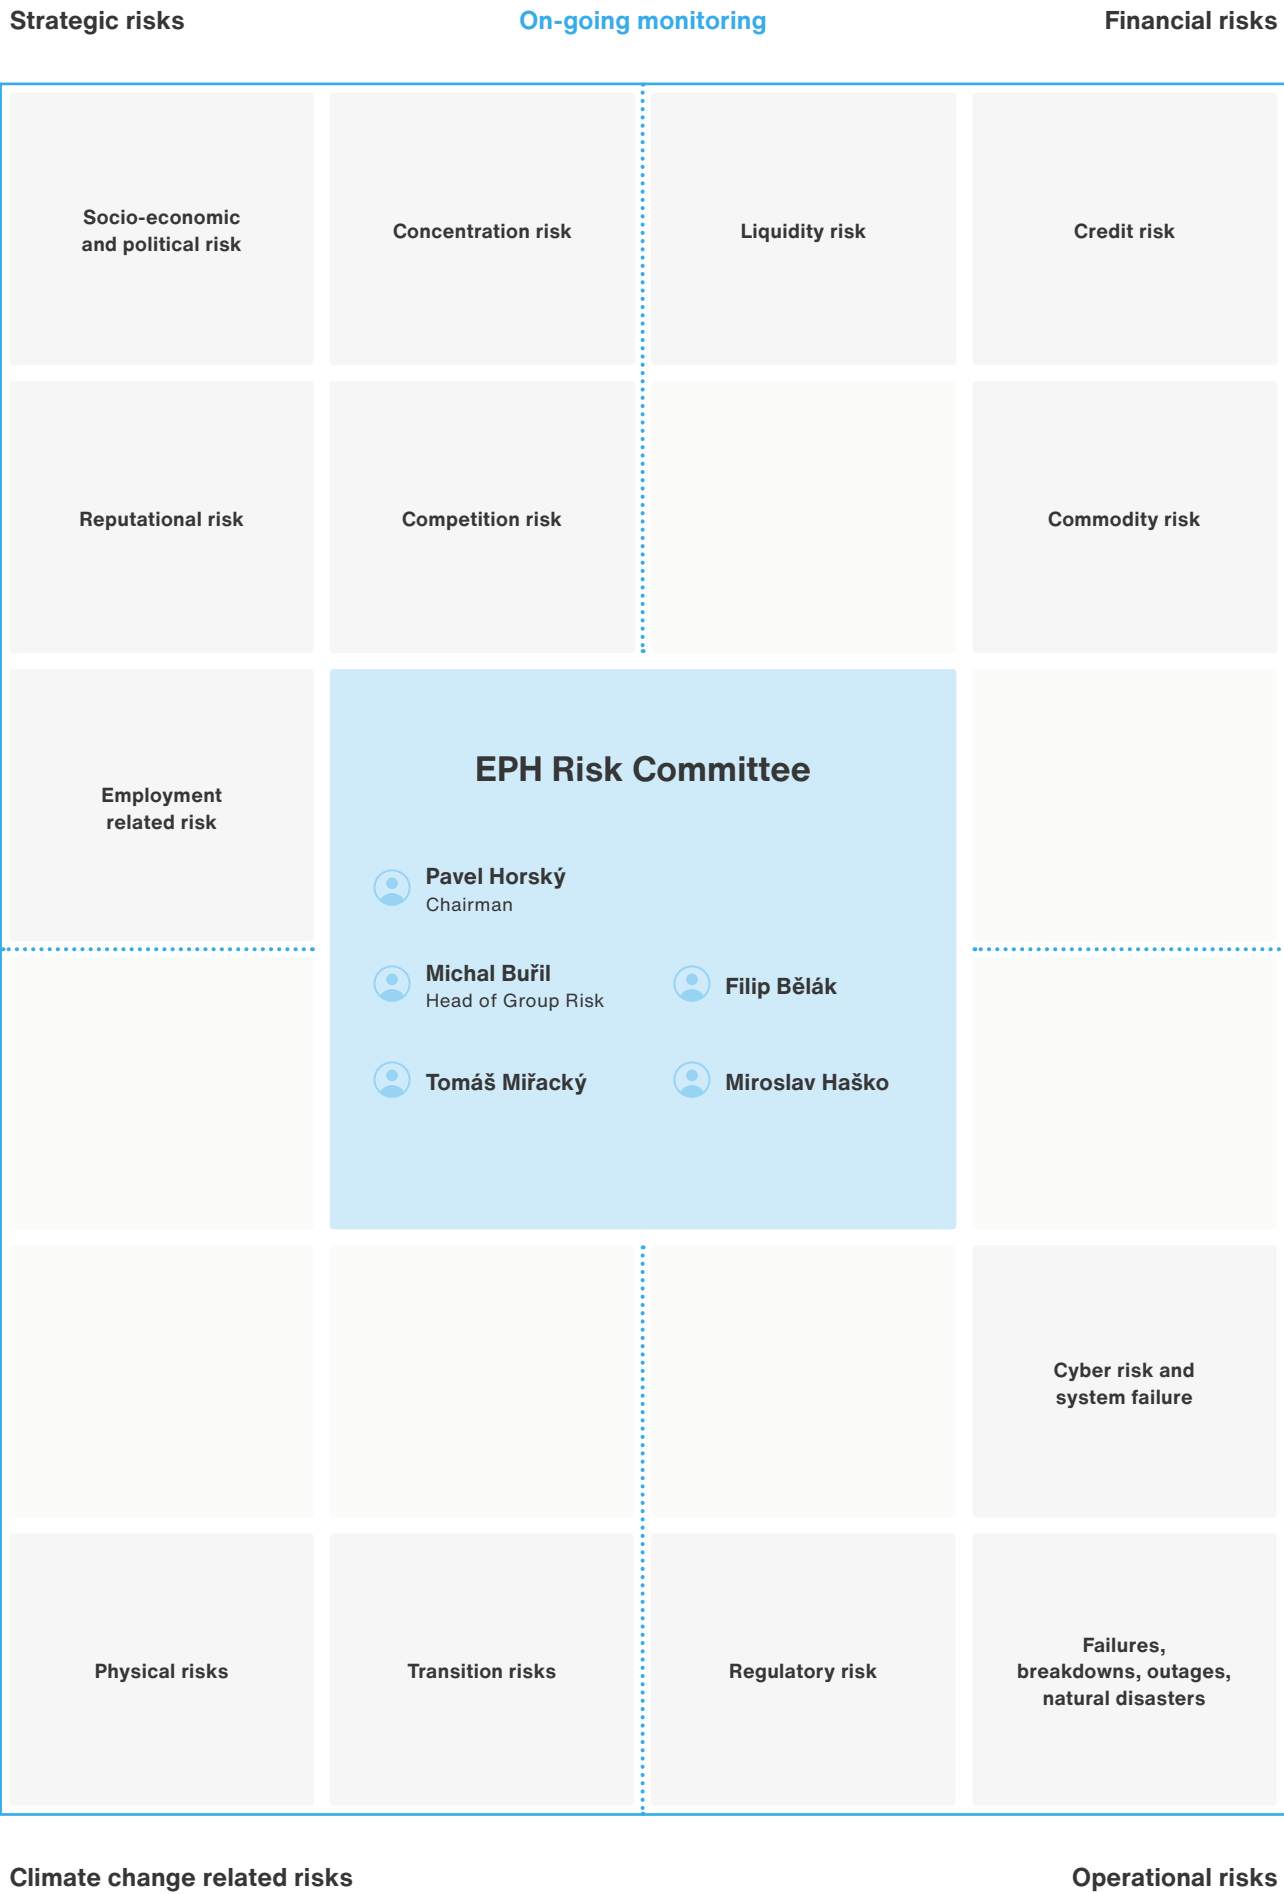 Strategic risks
On-going monitoring
Financial risks
Socio-economic
and political risk
Concentration risk
Liquidity risk
Credit risk
Reputational risk
Competition risk
Commodity risk
Employment
related risk
EPH Risk Committee
Pavel Horský
Chairman
Michal Buřil
Head of Group Risk
Filip Bělák
Tomáš Miřacký
Miroslav Haško
Cyber risk and
system failure
Physical risks
Transition risks
Regulatory risk
Failures,
breakdowns, outages,
natural disasters
Climate change related risks
Operational risks